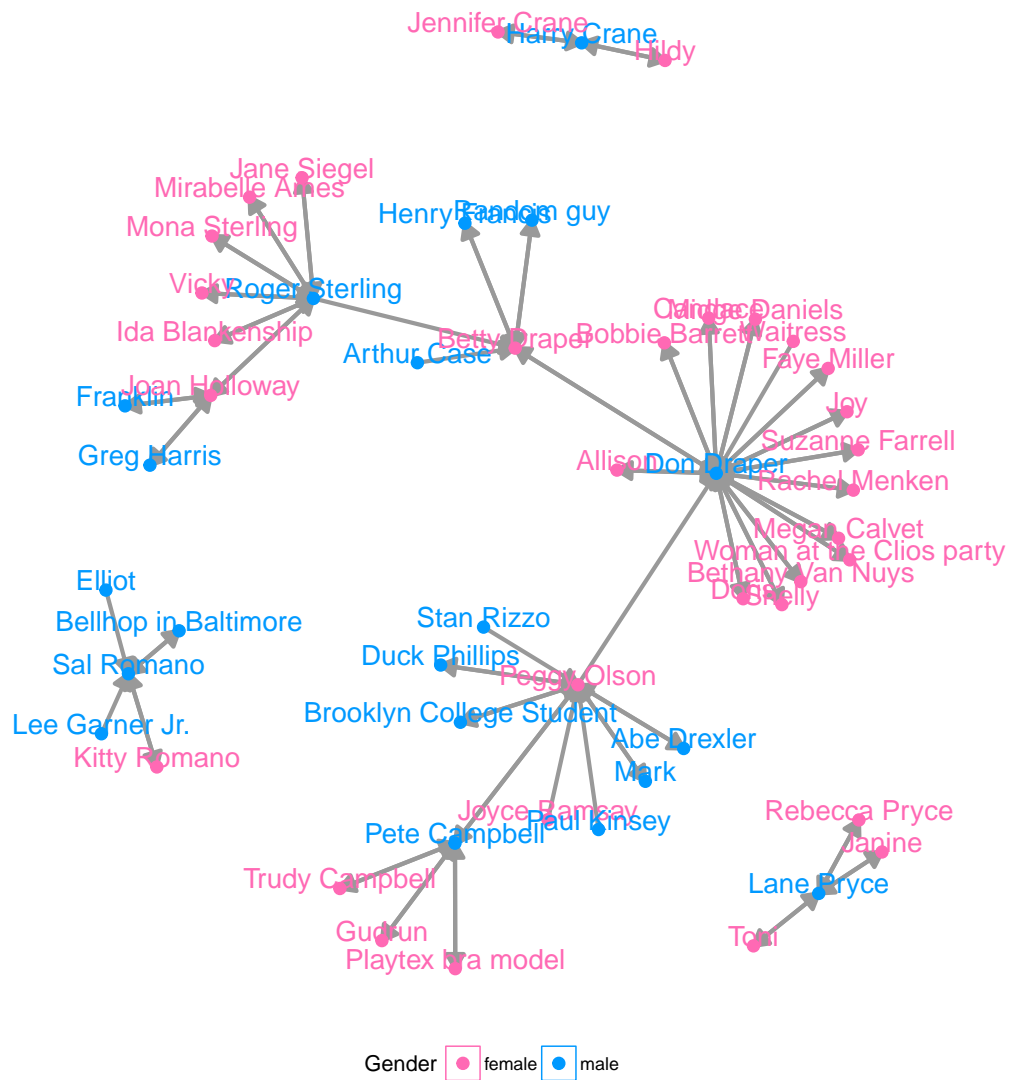 Jennifer Crane
Harry Crane
Hildy
Jane Siegel
Mirabelle Ames
Mona Sterling
Henry Francis
Random guy
Vicky
Roger Sterling
Ida Blankenship
Arthur Case
Betty Draper
Candace
Midge Daniels
Bobbie Barrett
Waitress
Faye Miller
Joan Holloway
Franklin
Joy
Greg Harris
Suzanne Farrell
Allison
Don Draper
Rachel Menken
Megan Calvet
Woman at the Clios party
Bethany Van Nuys
Doris
Shelly
Elliot
Bellhop in Baltimore
Sal Romano
Lee Garner Jr.
Kitty Romano
Stan Rizzo
Duck Phillips
Peggy Olson
Brooklyn College Student
Abe Drexler
Mark
Joyce Ramsay
Paul Kinsey
Pete Campbell
Trudy Campbell
Gudrun
Playtex bra model
Rebecca Pryce
Janine
Lane Pryce
Toni
Gender female male